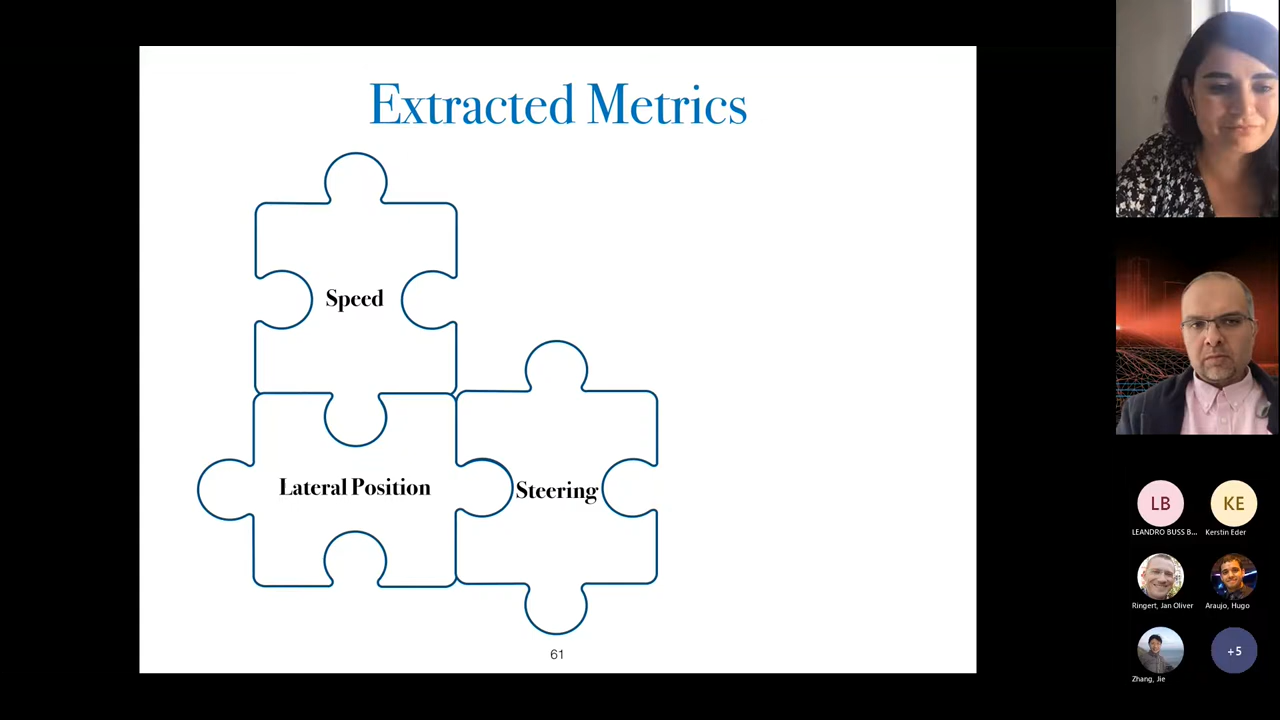 Extracted Metrics
Speed
Lateral Position
Steering
61
LB
KE
LEANDRO BUSS B...
Kerstin Eder
Ringert, Jan Oliver
Araujo, Hugo
+5
Zhang, Jie